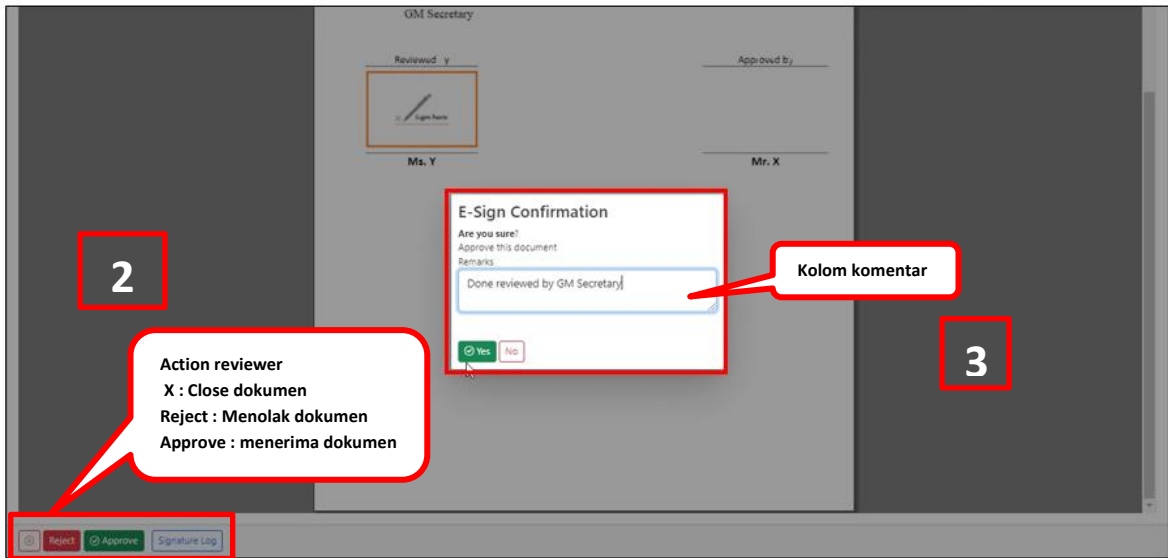 GM Secretary
Reviewed y
Approved by
Sign here
Ms. Y
Mr. X
E-Sign Confirmation
Are you sure?
Approve this document
Remarks
Done reviewed by GM Secretary
Yes
No
Kolom komentar
2
3
Action reviewer
X : Close dokumen
Reject : Menolak dokumen
Approve : menerima dokumen
Reject
Approve
Signature Log